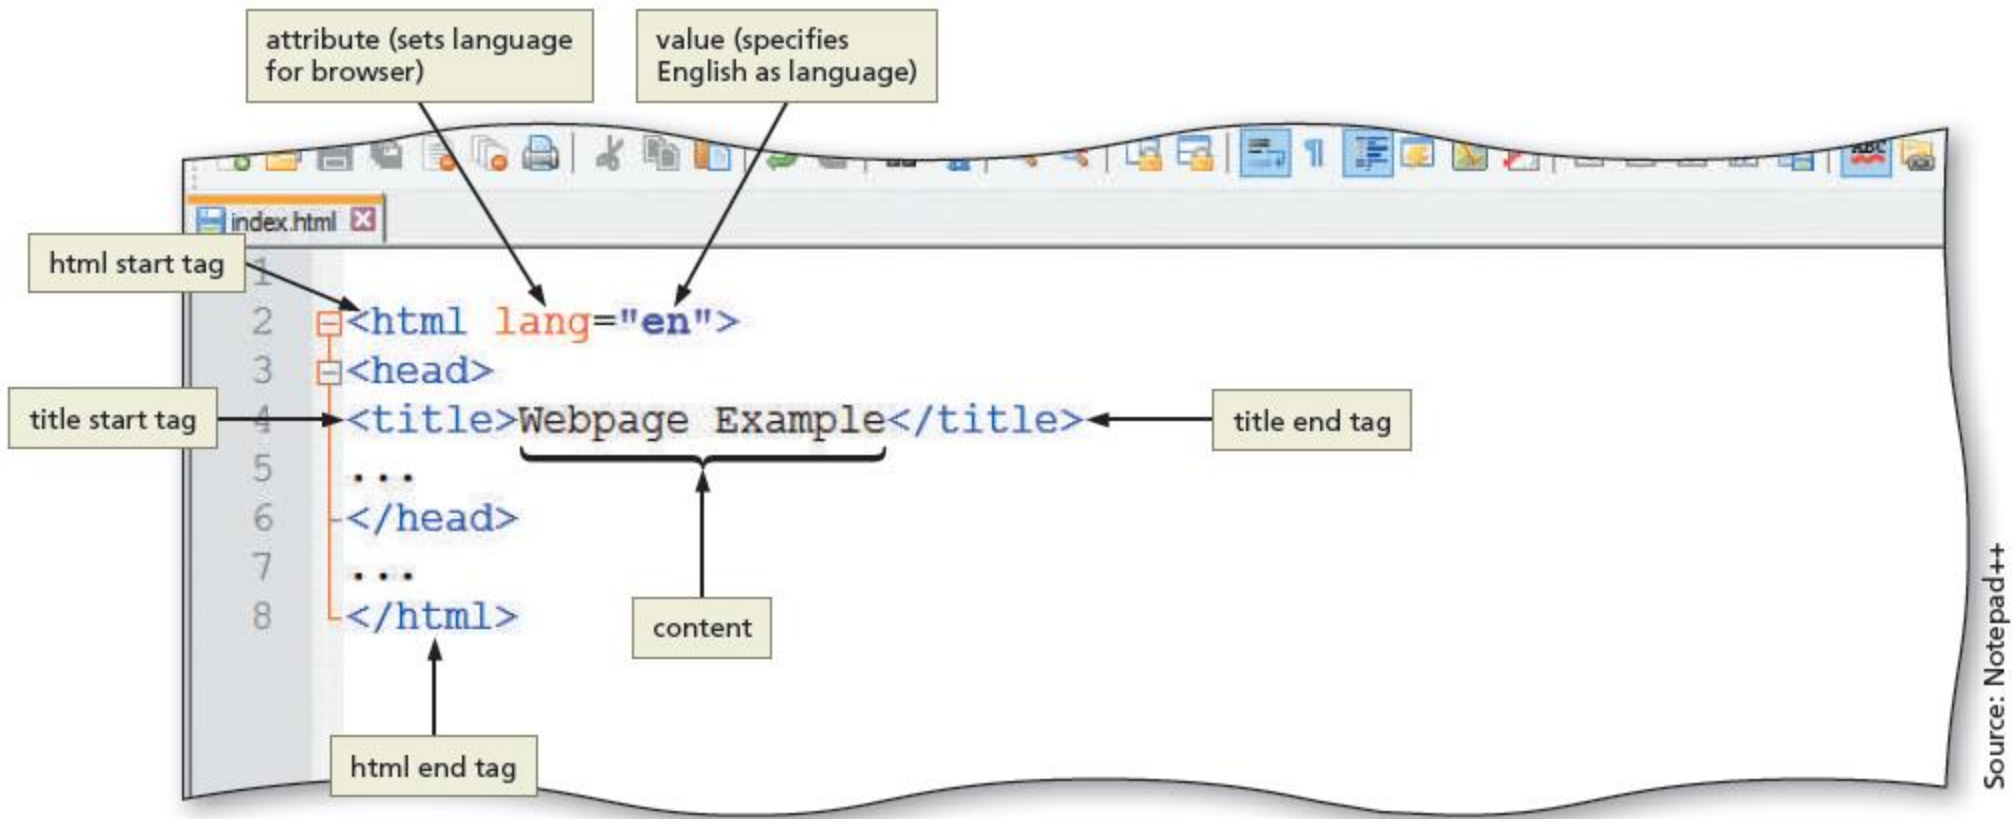 attribute (sets language
for browser)
value (specifies
English as language)
ABC
index.html
html start tag
1
2 <html lang="en">
3 <head>
title start tag
4 <title>Webpage Example</title>
title end tag
5 ...
6 </head>
7 ...
content
8 </html>
html end tag
Source: Notepad++